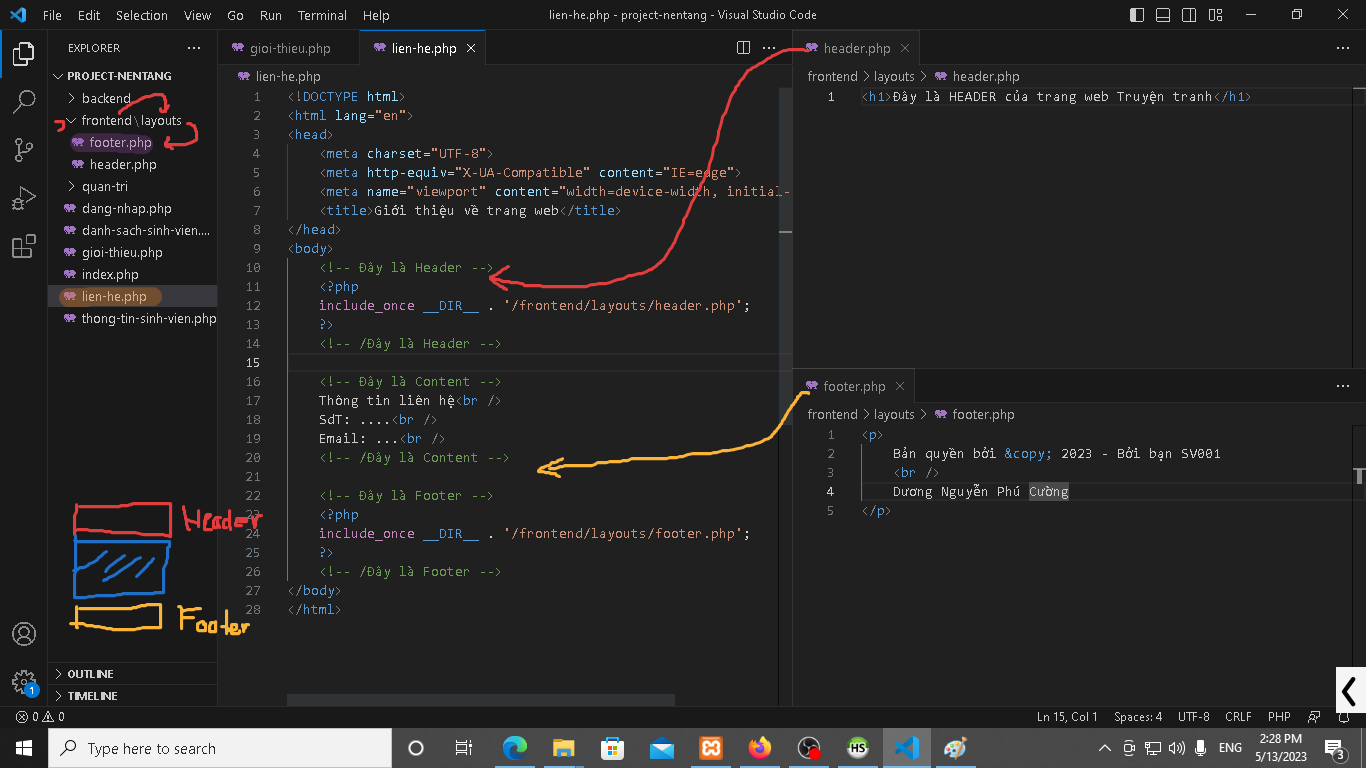 File Edit Selection View Go Run Terminal Help
lien-he.php - project-nentang - Visual Studio Code
EXPLORER
PROJECT-NENTANG
backend
frontend \ layouts
footer.php
header.php
quan-tri
dang-nhap.php
danh-sach-sinh-vien....
gioi-thieu.php
index.php
lien-he.php
thong-tin-sinh-vien.php
Header
Footer
OUTLINE
TIMELINE
gioi-thieu.php
lien-he.php
lien-he.php
1 <!DOCTYPE html>
2 <html lang="en">
3 <head>
4 <meta charset="UTF-8">
5 <meta http-equiv="X-UA-Compatible" content="IE=edge">
6 <meta name="viewport" content="width=device-width, initial-
7 <title>Giới thiệu về trang web</title>
8 </head>
9 <body>
10 <!-- Đây là Header -->
11 <?php
12 include_once __DIR__ . '/frontend/layouts/header.php';
13 ?>
14 <!-- /Đây là Header -->
15
16 <!-- Đây là Content -->
17 Thông tin liên hệ<br />
18 SdT: ....<br />
19 Email: ...<br />
20 <!-- /Đây là Content -->
21
22 <!-- Đây là Footer -->
23 <?php
24 include_once __DIR__ . '/frontend/layouts/footer.php';
25 ?>
26 <!-- /Đây là Footer -->
27 </body>
28 </html>
header.php
frontend > layouts > header.php
1 <h1>Đây là HEADER của trang web Truyện tranh</h1>
footer.php
frontend > layouts > footer.php
1 <p>
2 Bản quyền bởi &copy; 2023 - Bởi bạn SV001
3 <br />
4 Dương Nguyễn Phú Cường
5 </p>
1
0 0
Ln 15, Col 1 Spaces: 4 UTF-8 CRLF PHP
Type here to search
HS
ENG
2:28 PM
5/13/2023
3